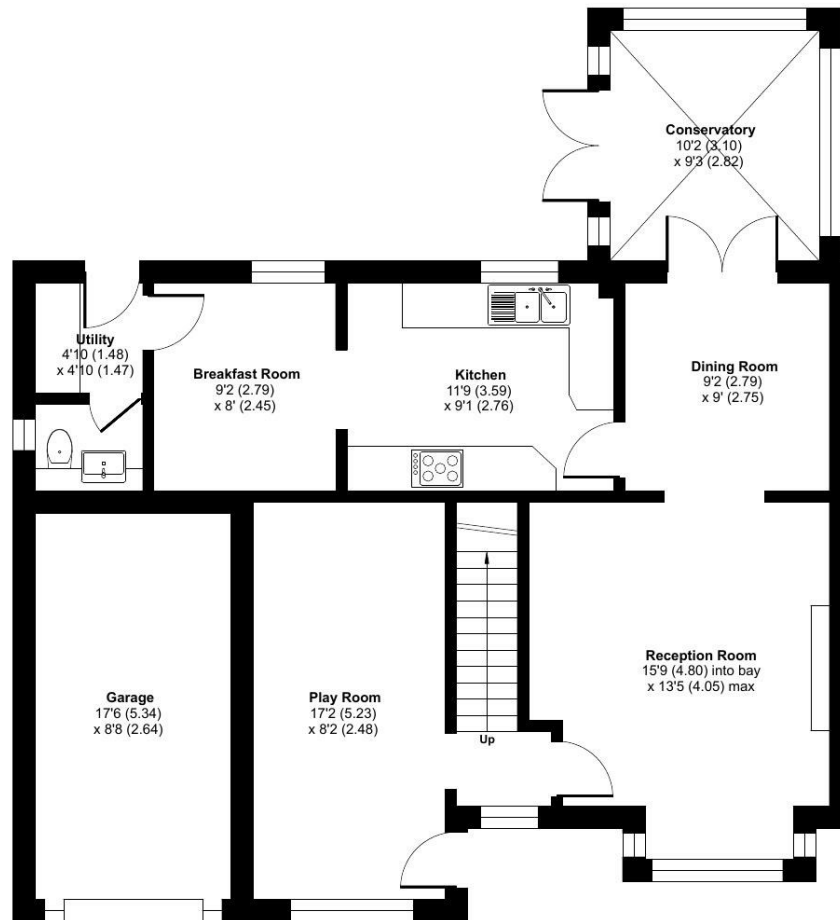 Conservatory
10'2 (3.10)
x 9'3 (2.82)
Utility
4'10 (1.48)
x 4'10 (1.47)
Breakfast Room
9'2 (2.79)
x 8' (2.45)
Kitchen
11'9 (3.59)
x 9'1 (2.76)
Dining Room
9'2 (2.79)
x 9' (2.75)
Garage
17'6 (5.34)
x 8'8 (2.64)
Play Room
17'2 (5.23)
x 8'2 (2.48)
Up
Reception Room
15'9 (4.80) into bay
x 13'5 (4.05) max